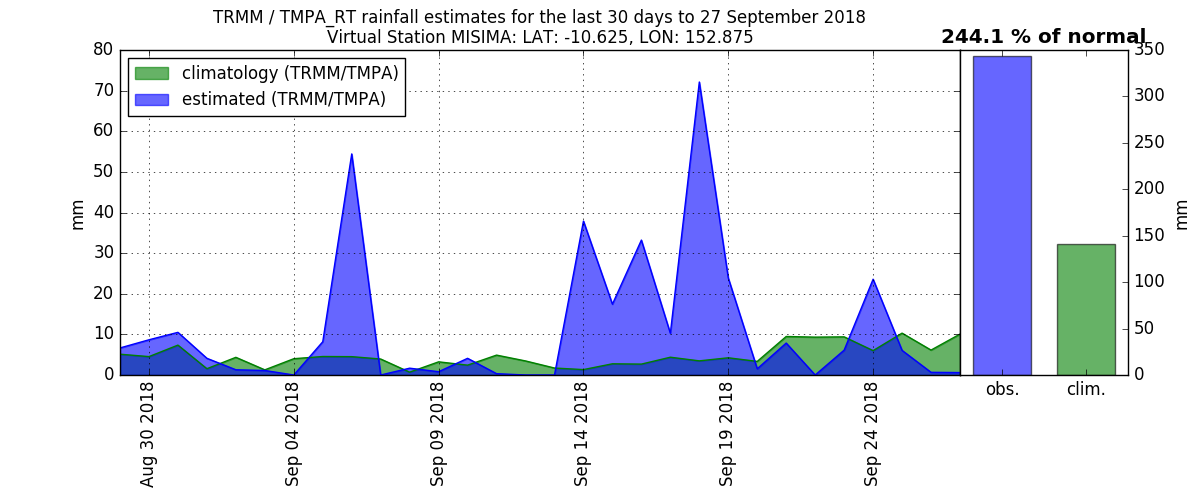 TRMM / TMPA_RT rainfall estimates for the last 30 days to 27 September 2018
Virtual Station MISIMA: LAT: -10.625, LON: 152.875
244.1 % of normal
climatology (TRMM/TMPA)
estimated (TRMM/TMPA)
80
70
60
50
40
30
20
10
0
mm
Aug 30 2018
Sep 04 2018
Sep 09 2018
Sep 14 2018
Sep 19 2018
Sep 24 2018
350
300
250
200
150
100
50
0
mm
obs.
clim.